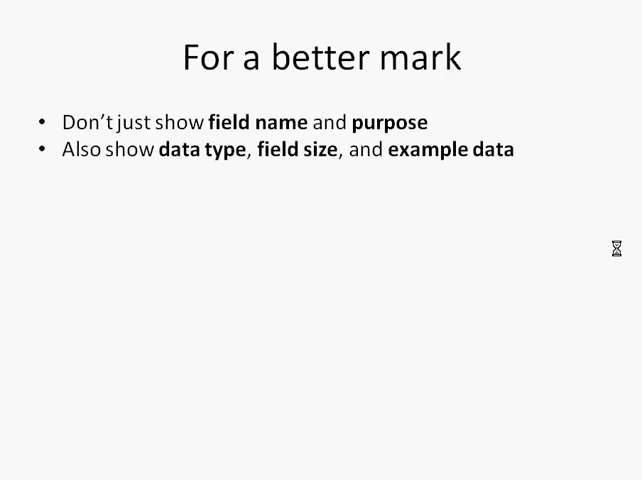 For a better mark
• Don't just show field name and purpose
• Also show data type, field size, and example data